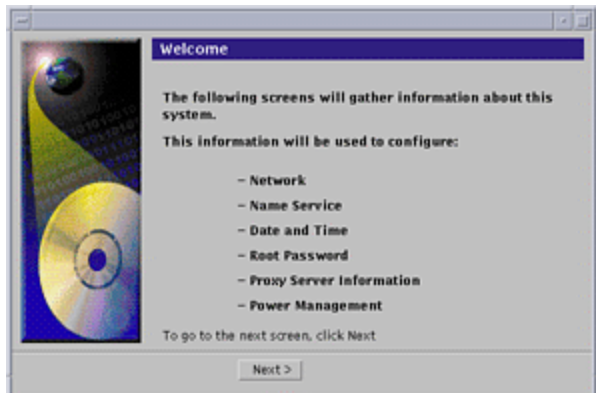 Welcome
The following screens will gather information about this
system.
This information will be used to configure:
– Network
– Name Service
– Date and Time
– Root Password
– Proxy Server Information
– Power Management
To go to the next screen, click Next
Next >